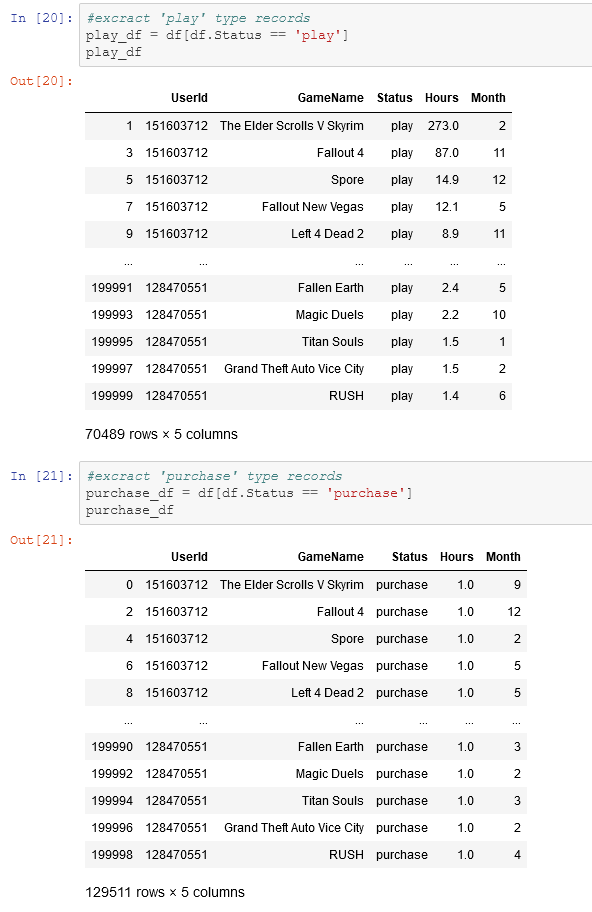 In [20]: #excract 'play' type records
play_df = df[df.Status == 'play']
play_df
Out[20]:
UserId GameName Status Hours Month
1 151603712 The Elder Scrolls V Skyrim play 273.0 2
3 151603712 Fallout 4 play 87.0 11
5 151603712 Spore play 14.9 12
7 151603712 Fallout New Vegas play 12.1 5
9 151603712 Left 4 Dead 2 play 8.9 11
... ... ... ... ... ...
199991 128470551 Fallen Earth play 2.4 5
199993 128470551 Magic Duels play 2.2 10
199995 128470551 Titan Souls play 1.5 1
199997 128470551 Grand Theft Auto Vice City play 1.5 2
199999 128470551 RUSH play 1.4 6
70489 rows × 5 columns
In [21]: #excract 'purchase' type records
purchase_df = df[df.Status == 'purchase']
purchase_df
Out[21]:
UserId GameName Status Hours Month
0 151603712 The Elder Scrolls V Skyrim purchase 1.0 9
2 151603712 Fallout 4 purchase 1.0 12
4 151603712 Spore purchase 1.0 2
6 151603712 Fallout New Vegas purchase 1.0 5
8 151603712 Left 4 Dead 2 purchase 1.0 5
... ... ... ... ... ...
199990 128470551 Fallen Earth purchase 1.0 3
199992 128470551 Magic Duels purchase 1.0 2
199994 128470551 Titan Souls purchase 1.0 3
199996 128470551 Grand Theft Auto Vice City purchase 1.0 2
199998 128470551 RUSH purchase 1.0 4
129511 rows × 5 columns